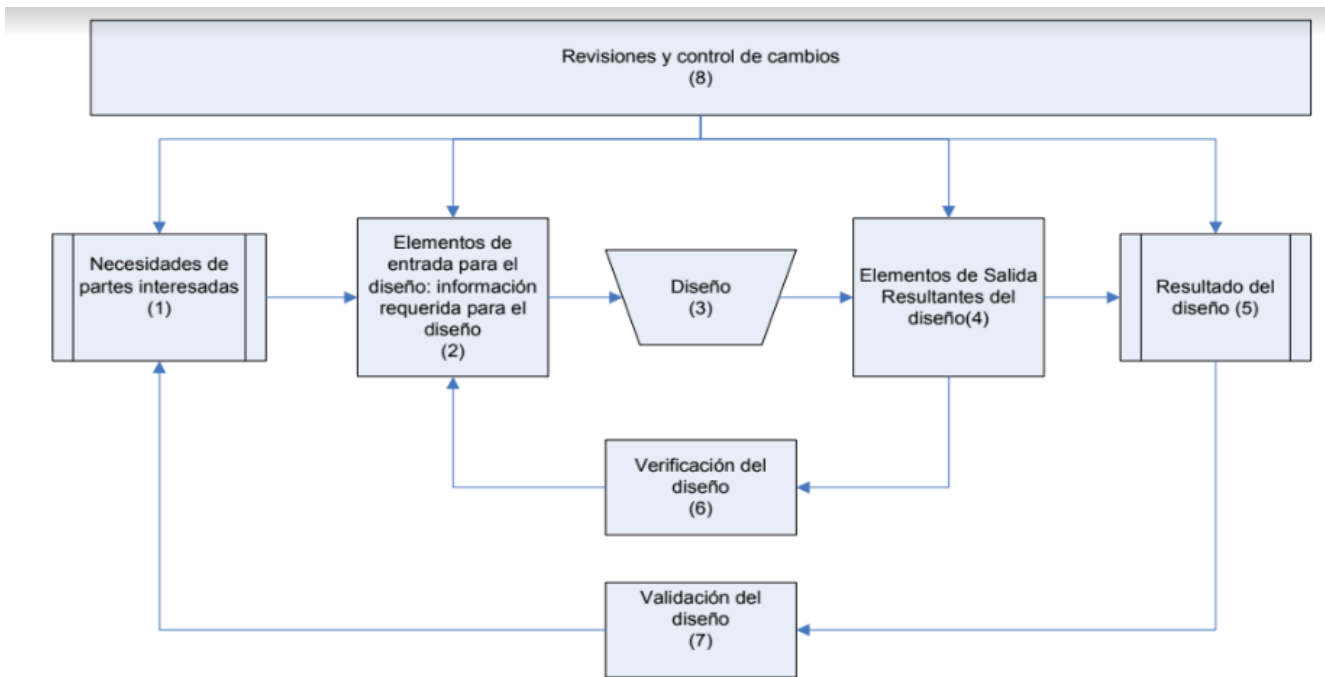 Revisiones y control de cambios
(8)
Necesidades de
partes interesadas
(1)
Elementos de
entrada para el
diseño: información
requerida para el
diseño
(2)
Diseño
(3)
Elementos de Salida
Resultantes del
diseño(4)
Resultado del
diseño (5)
Verificación del
diseño
(6)
Validación del
diseño
(7)